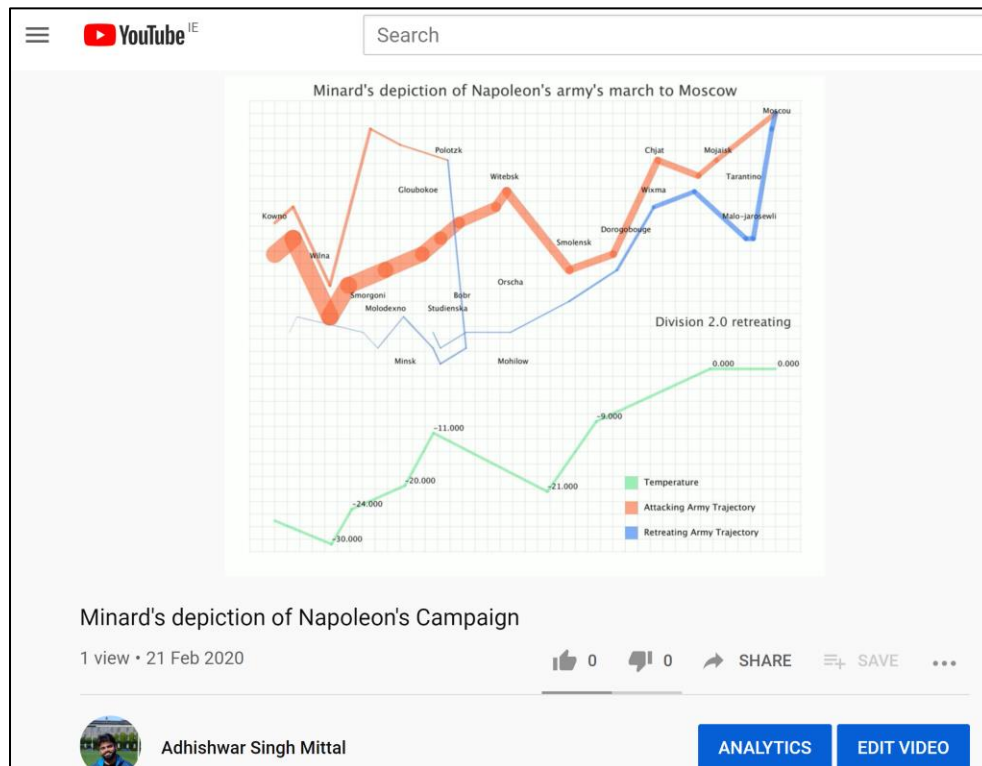 YouTube IE
Search
Minard's depiction of Napoleon's army's march to Moscow
Moscou
Polotzk
Chjat
Mojaisk
Witebsk
Tarantino
Gloubokoe
Wixma
Kowno
Malo-jarosewli
Dorogobouge
Smolensk
Wilna
Orscha
Smorgoni
Bobr
Molodexno
Studienska
Division 2.0 retreating
Minsk
Mohilow
0.000
0.000
-9.000
-11.000
-20.000
-21.000
-24.000
-30.000
Temperature
Attacking Army Trajectory
Retreating Army Trajectory
Minard's depiction of Napoleon's Campaign
1 view • 21 Feb 2020
0
0
SHARE
SAVE
Adhishwar Singh Mittal
ANALYTICS
EDIT VIDEO